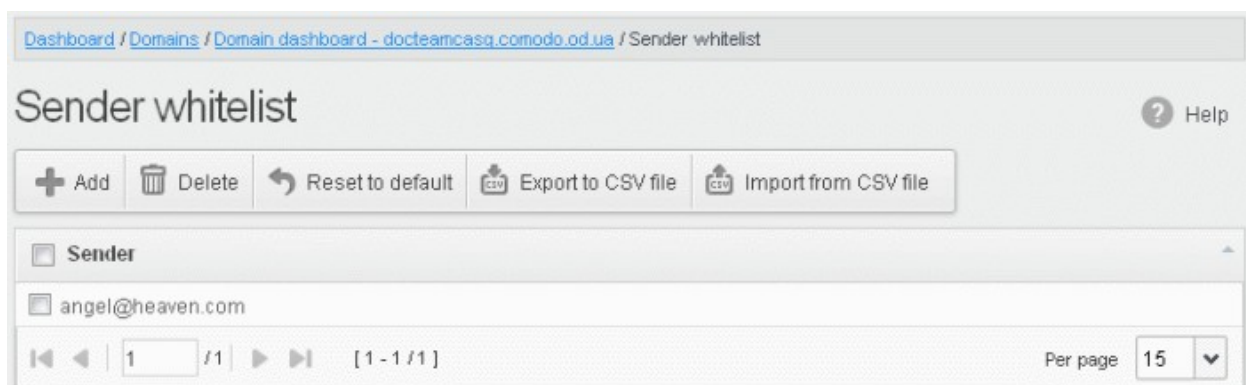 Dashboard / Domains / Domain dashboard - docteamcasg.comodo.od.ua / Sender whitelist
Sender whitelist
Help
Add Delete Reset to default Export to CSV file Import from CSV file
Sender
angel@heaven.com
1 /1 [1 - 1 / 1] Per page 15